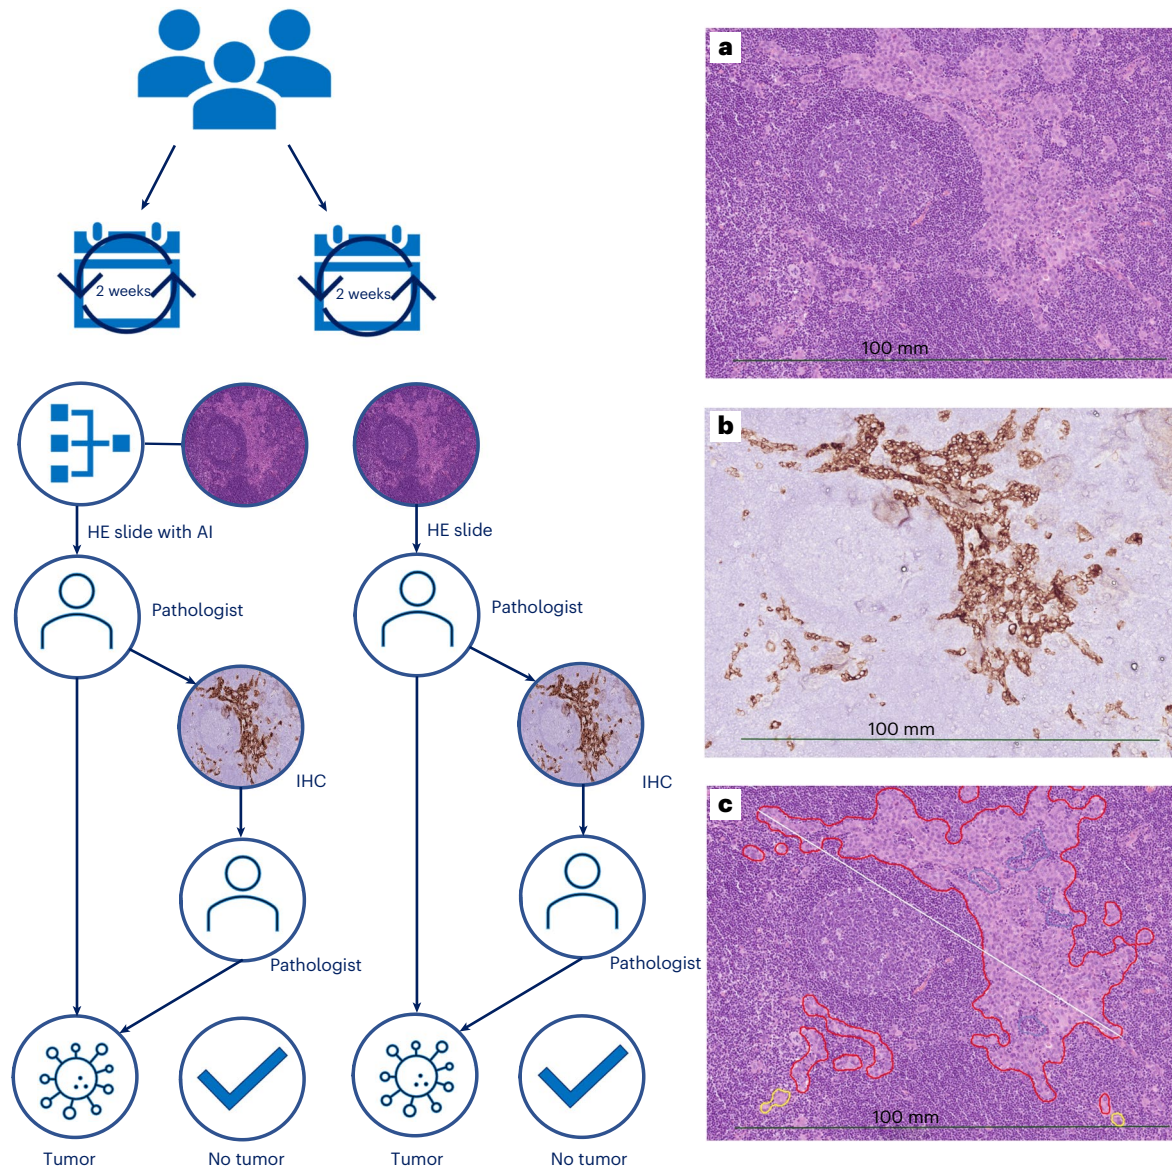 2 weeks
2 weeks
HE slide with AI
HE slide
Pathologist
Pathologist
IHC
IHC
Pathologist
Pathologist
Tumor
No tumor
Tumor
No tumor
a
100 mm
b
100 mm
c
100 mm